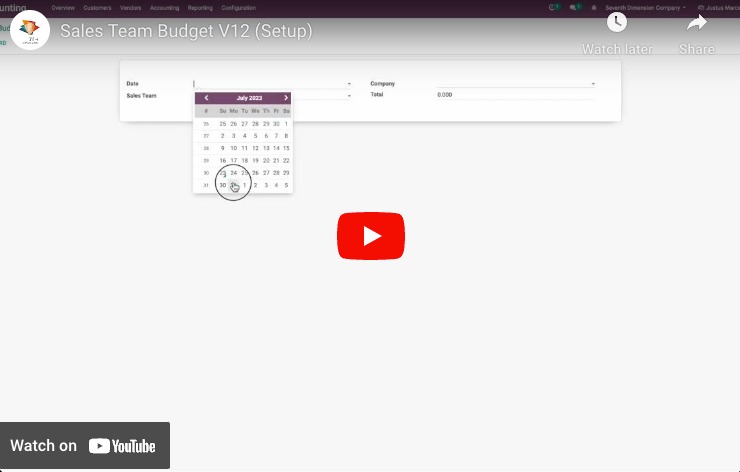 unting Overview Customers Vendors Accounting Reporting Configuration Seventh Dimension Company Justus Marce
Sales Team Budget V12 (Setup)
Watch later Share
Date Company
Sales Team Total 0.000
July 2023
# Su Mo Tu We Th Fr Sa
26 25 26 27 28 29 30 1
27 2 3 4 5 6 7 8
28 9 10 11 12 13 14 15
29 16 17 18 19 20 21 22
30 23 24 25 26 27 28 29
31 30 1 2 3 4 5
Watch on YouTube